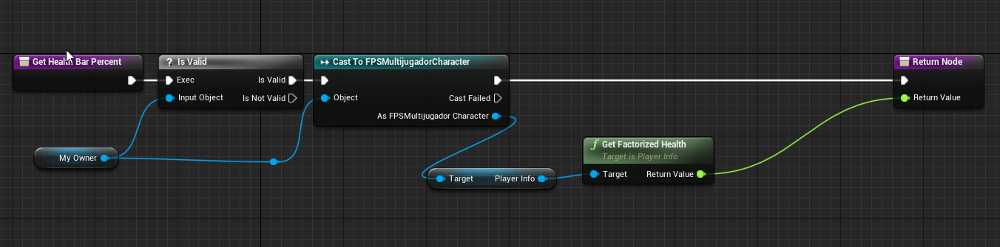 Get Health Bar Percent
? Is Valid
Exec
Is Valid
Input Object
Is Not Valid
My Owner
Cast To FPSMultijugadorCharacter
Object
Cast Failed
As FPSMultijugador Character
Target
Player Info
f Get Factorized Health
Target is Player Info
Target
Return Value
Return Node
Return Value